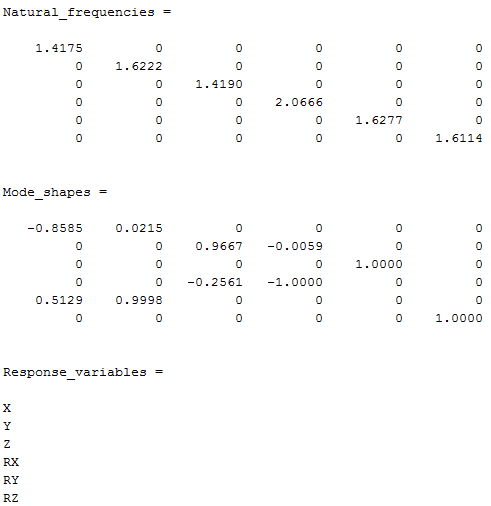 Natural_frequencies =
1.4175 0 0 0 0 0
0 1.6222 0 0 0 0
0 0 1.4190 0 0 0
0 0 0 2.0666 0 0
0 0 0 0 1.6277 0
0 0 0 0 0 1.6114
Mode_shapes =
-0.8585 0.0215 0 0 0 0
0 0 0.9667 -0.0059 0 0
0 0 0 0 1.0000 0
0 0 -0.2561 -1.0000 0 0
0.5129 0.9998 0 0 0 0
0 0 0 0 0 1.0000
Response_variables =
X
Y
Z
RX
RY
RZ